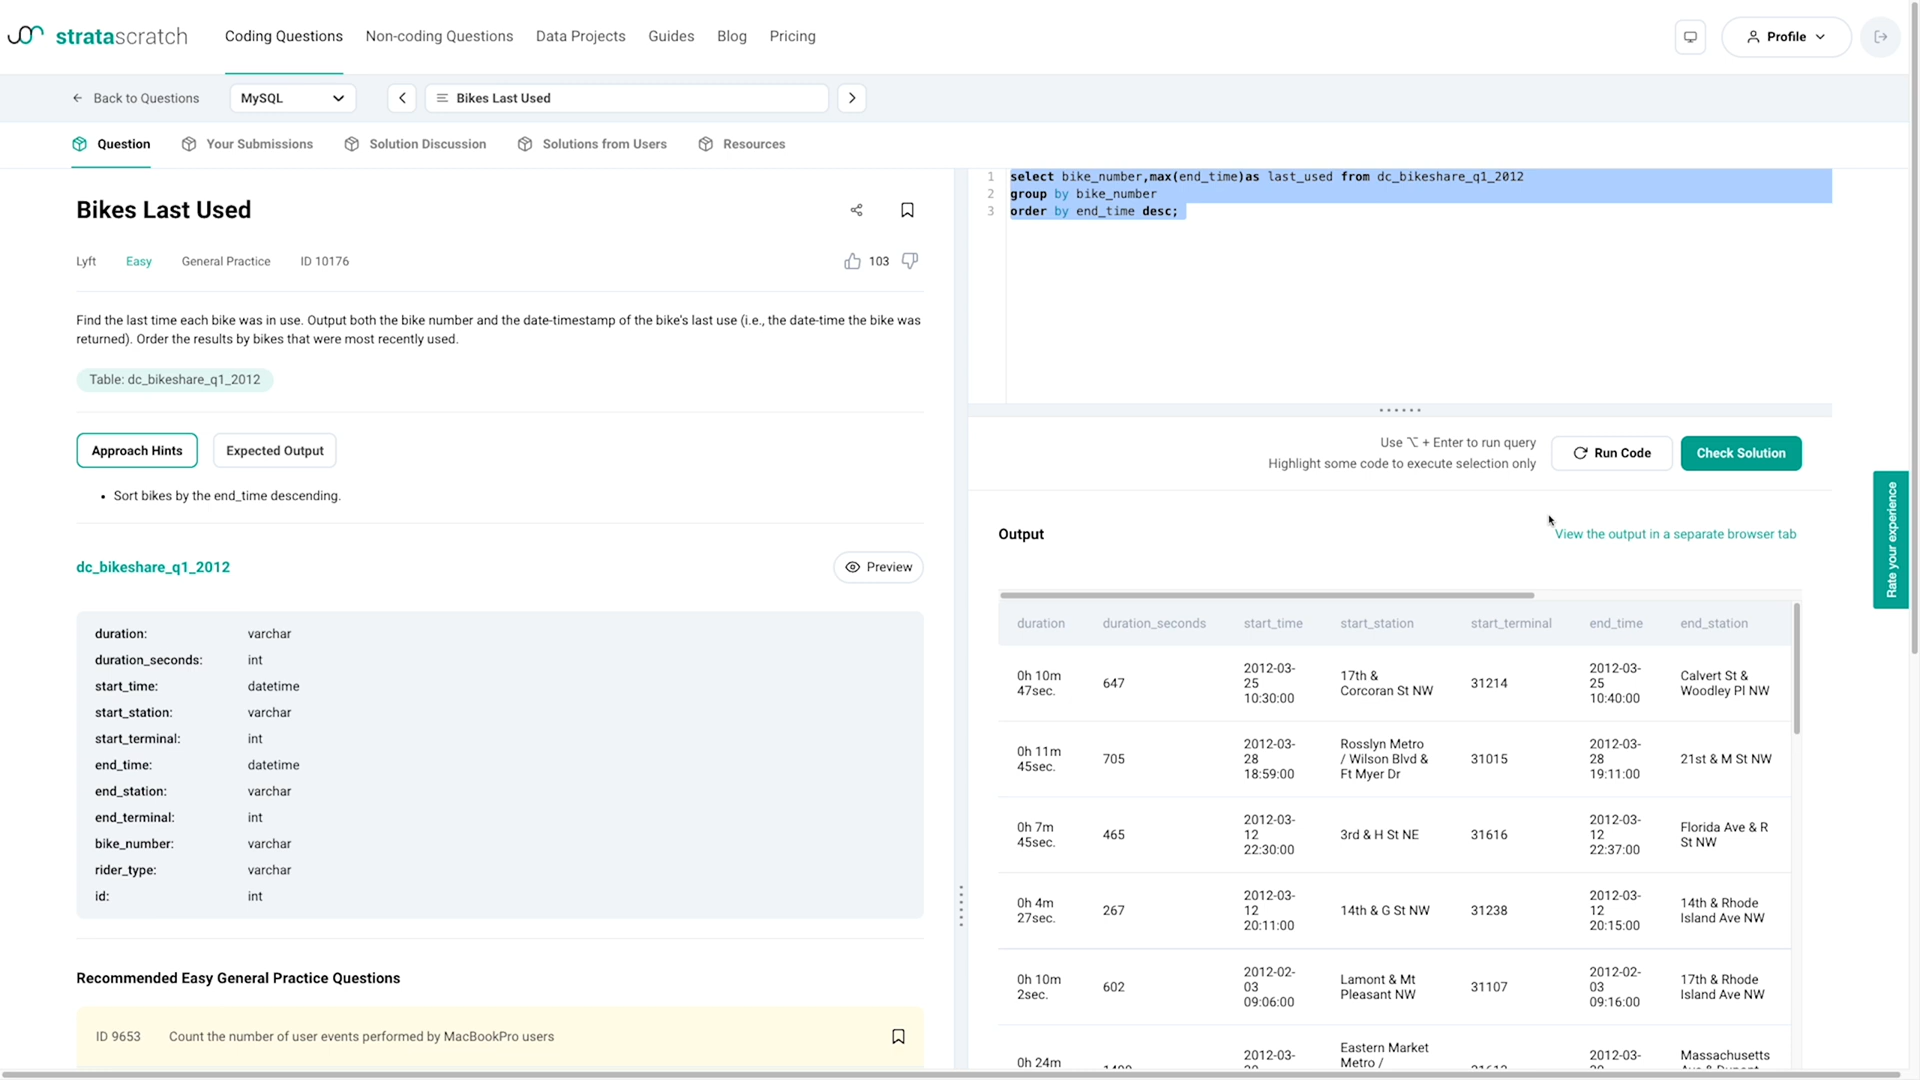 stratascratch
Coding Questions
Non-coding Questions
Data Projects
Guides
Blog
Pricing
Profile
Back to Questions
MySQL
Bikes Last Used
Question
Your Submissions
Solution Discussion
Solutions from Users
Resources
Bikes Last Used
Lyft Easy General Practice ID 10176
103
Find the last time each bike was in use. Output both the bike number and the date-timestamp of the bike's last use (i.e., the date-time the bike was
returned). Order the results by bikes that were most recently used.
Table: dc_bikeshare_q1_2012
Approach Hints
Expected Output
• Sort bikes by the end_time descending.
dc_bikeshare_q1_2012
Preview
duration: varchar
duration_seconds: int
start_time: datetime
start_station: varchar
start_terminal: int
end_time: datetime
end_station: varchar
end_terminal: int
bike_number: varchar
rider_type: varchar
id: int
Recommended Easy General Practice Questions
ID 9653 Count the number of user events performed by MacBookPro users
1 select bike_number,max(end_time)as last_used from dc_bikeshare_q1_2012
2 group by bike_number
3 order by end_time desc;
Use ⌥ + Enter to run query
Highlight some code to execute selection only
Run Code
Check Solution
Output
View the output in a separate browser tab
duration duration_seconds start_time start_station start_terminal end_time end_station
0h 10m
47sec.
647
2012-03-
25
10:30:00
17th &
Corcoran St NW
31214
2012-03-
25
10:40:00
Calvert St &
Woodley Pl NW
0h 11m
45sec.
705
2012-03-
28
18:59:00
Rosslyn Metro
/ Wilson Blvd &
Ft Myer Dr
31015
2012-03-
28
19:11:00
21st & M St NW
0h 7m
45sec.
465
2012-03-
12
22:30:00
3rd & H St NE
31616
2012-03-
12
22:37:00
Florida Ave & R
St NW
0h 4m
27sec.
267
2012-03-
12
20:11:00
14th & G St NW
31238
2012-03-
12
20:15:00
14th & Rhode
Island Ave NW
0h 10m
2sec.
602
2012-02-
03
09:06:00
Lamont & Mt
Pleasant NW
31107
2012-02-
03
09:16:00
17th & Rhode
Island Ave NW
0h 24m
2012-03-
Eastern Market
Metro /
2012-03-
Massachusetts
Rate your experience